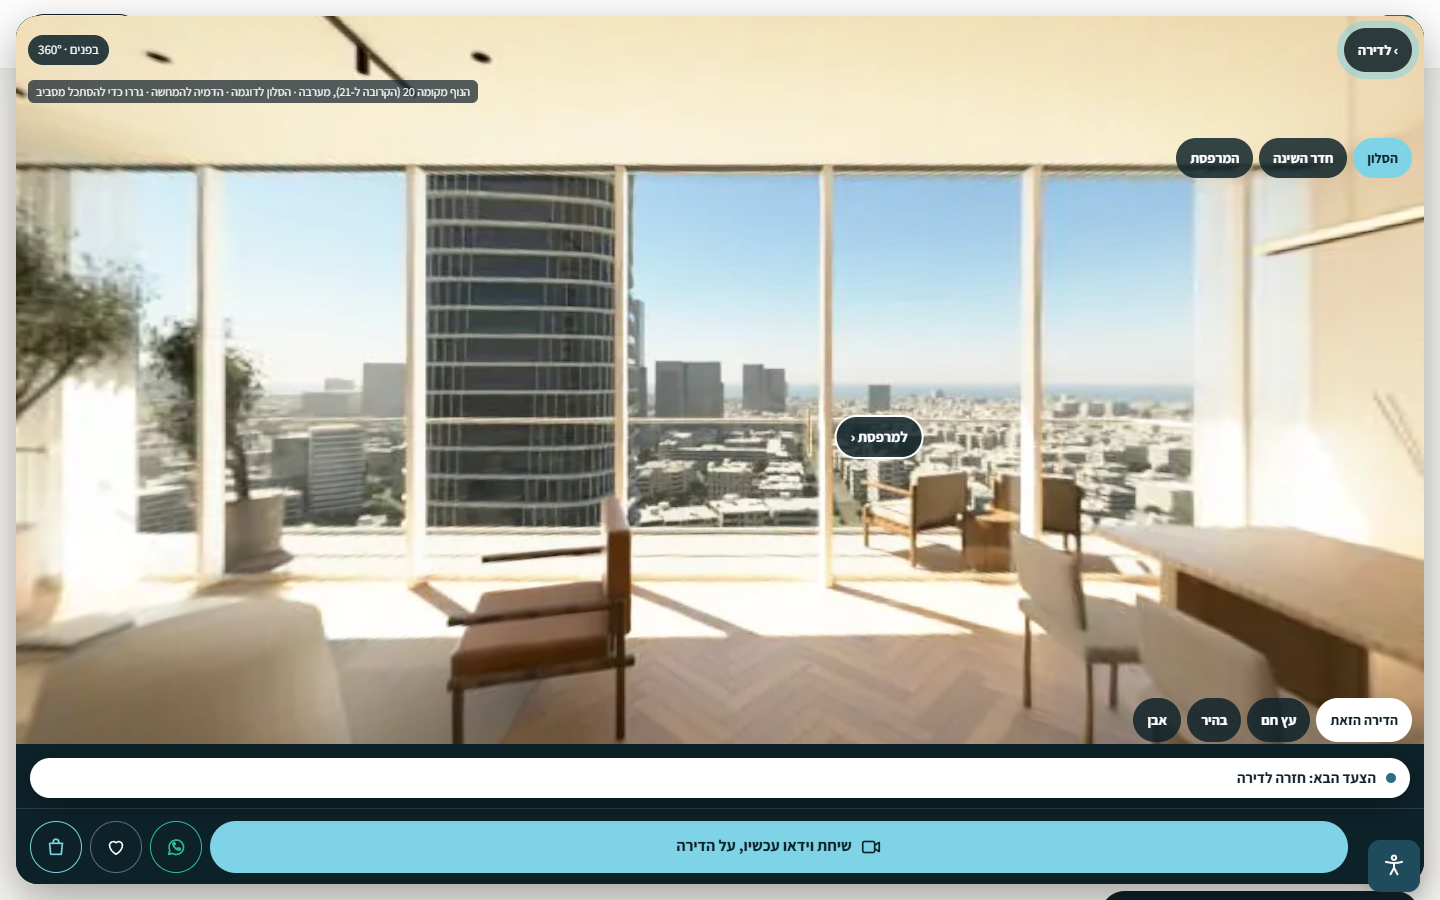 ‹ לדירה
בפנים · 360°
הנוף מקומה 20 (הקרובה ל-21), מערבה · הסלון לדוגמה · הדמיה להמחשה · גררו כדי להסתכל מסביב
הסלון
חדר השינה
המרפסת
למרפסת ›
הדירה הזאת
עץ חם
בהיר
אבן
הצעד הבא: חזרה לדירה
שיחת וידאו עכשיו, על הדירה